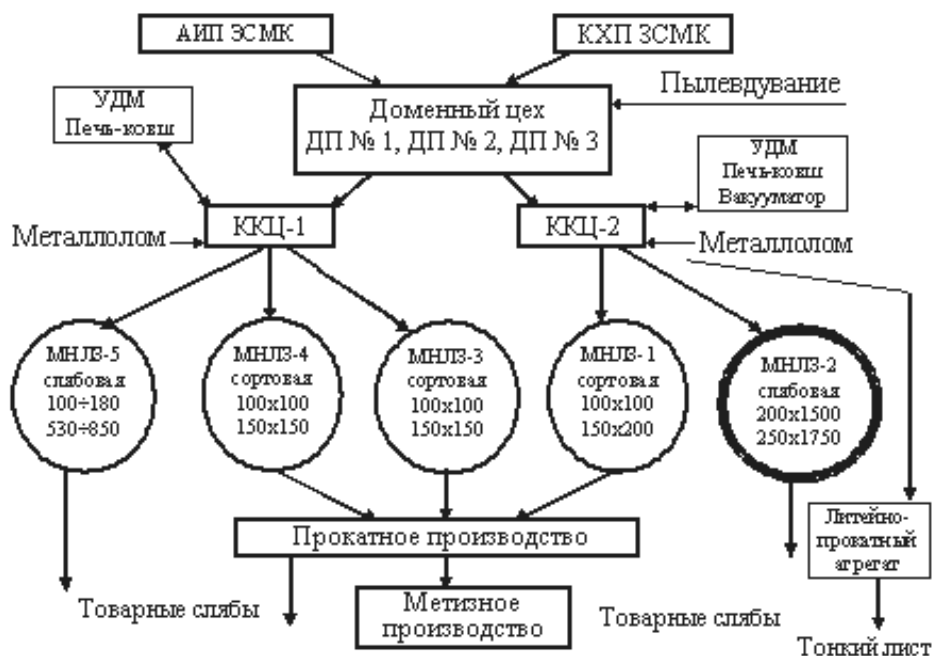 АИП ЗСМК
КХП ЗСМК
Пылевдувание
УДМ
Печь-ковш
Доменный цех
ДП № 1, ДП № 2, ДП № 3
УДМ
Печь-ковш
Вакууматор
ККЦ-1
ККЦ-2
Металлолом
Металлолом
МНЛЗ-5
слябовая
100÷180
530÷850
МНЛЗ-4
сортовая
100х100
150х150
МНЛЗ-3
сортовая
100х100
150х150
МНЛЗ-1
сортовая
100х100
150х200
МНЛЗ-2
слябовая
200х1500
250х1750
Прокатное производство
Литейно-
прокатный
агрегат
Товарные слябы
Метизное
производство
Товарные слябы
Тонкий лист